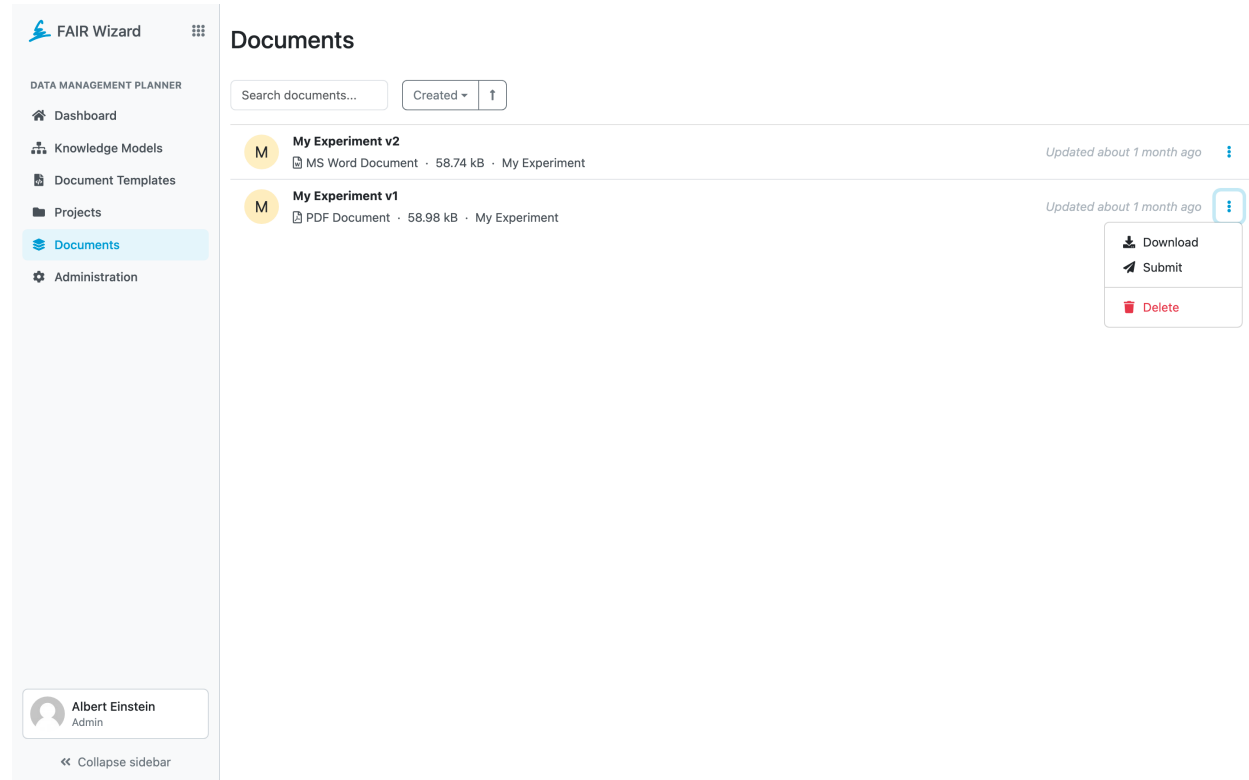 FAIR Wizard
DATA MANAGEMENT PLANNER
Dashboard
Knowledge Models
Document Templates
Projects
Documents
Administration
Albert Einstein
Admin
Collapse sidebar
Documents
Search documents...
Created
M
My Experiment v2
MS Word Document · 58.74 kB · My Experiment
Updated about 1 month ago
M
My Experiment v1
PDF Document · 58.98 kB · My Experiment
Updated about 1 month ago
Download
Submit
Delete